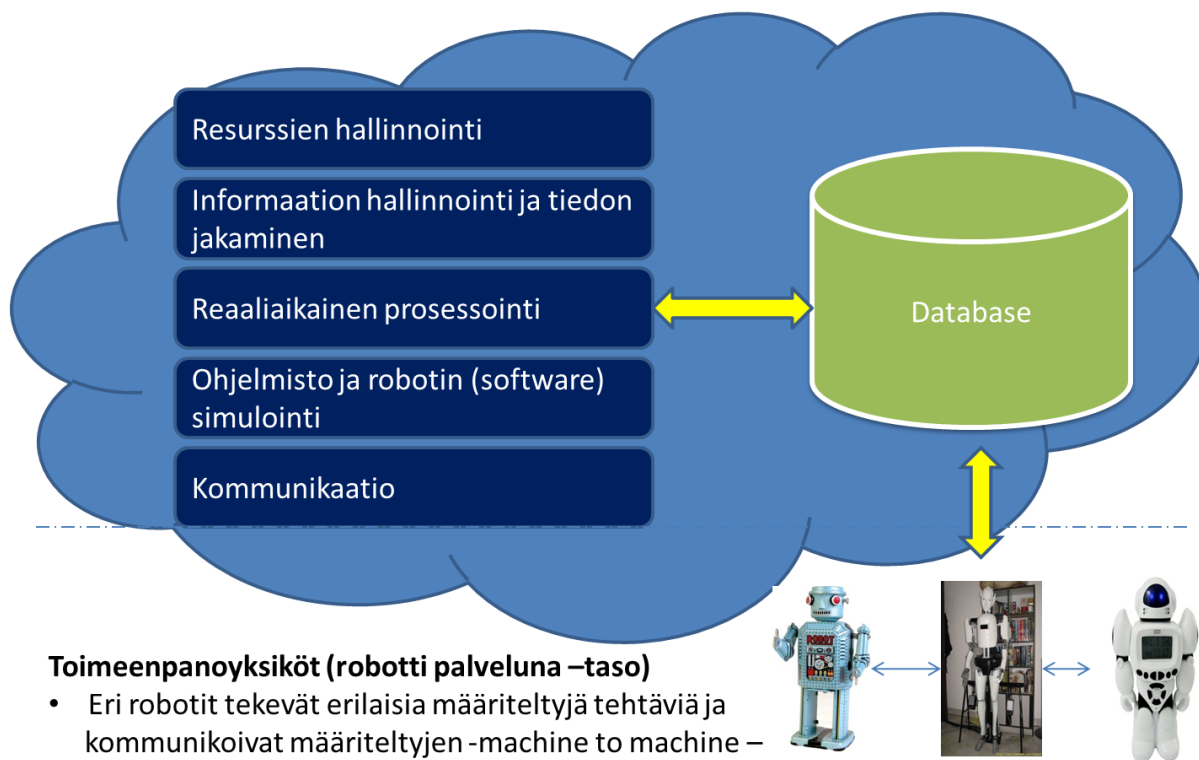 Resurssien hallinnointi
Informaation hallinnointi ja tiedon
jakaminen
Reaaliaikainen prosessointi
Ohjelmisto ja robotin (software)
simulointi
Kommunikaatio
Database
ROBOT
Toimeenpanoyksiköt (robotti palveluna –taso)
• Eri robotit tekevät erilaisia määriteltyjä tehtäviä ja
kommunikoivat määriteltyjen -machine to machine –